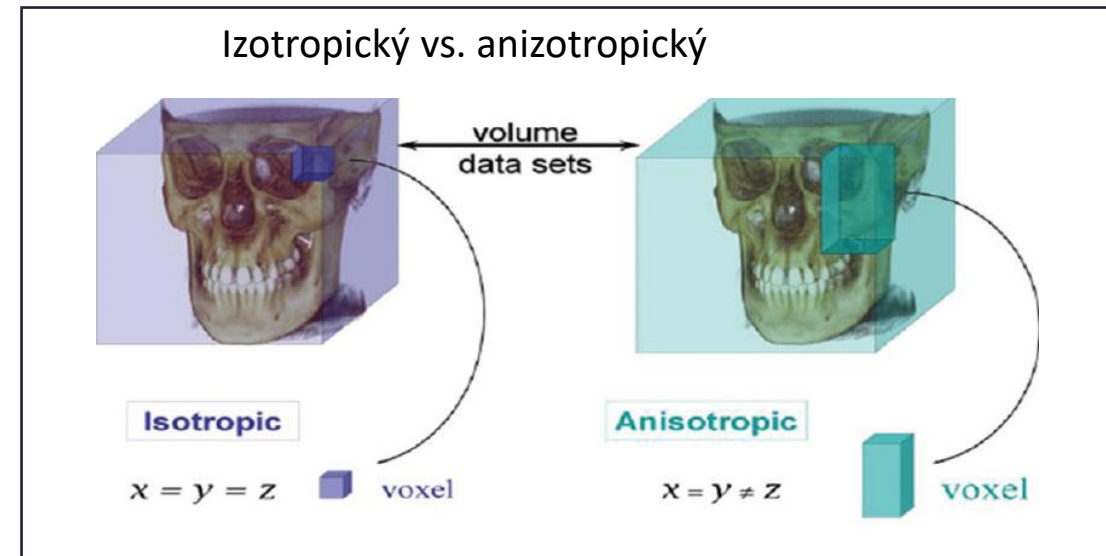 Izotropický vs. anizotropický
volume
data sets
Isotropic
Anisotropic
x = y = z
voxel
x = y ≠ z
voxel